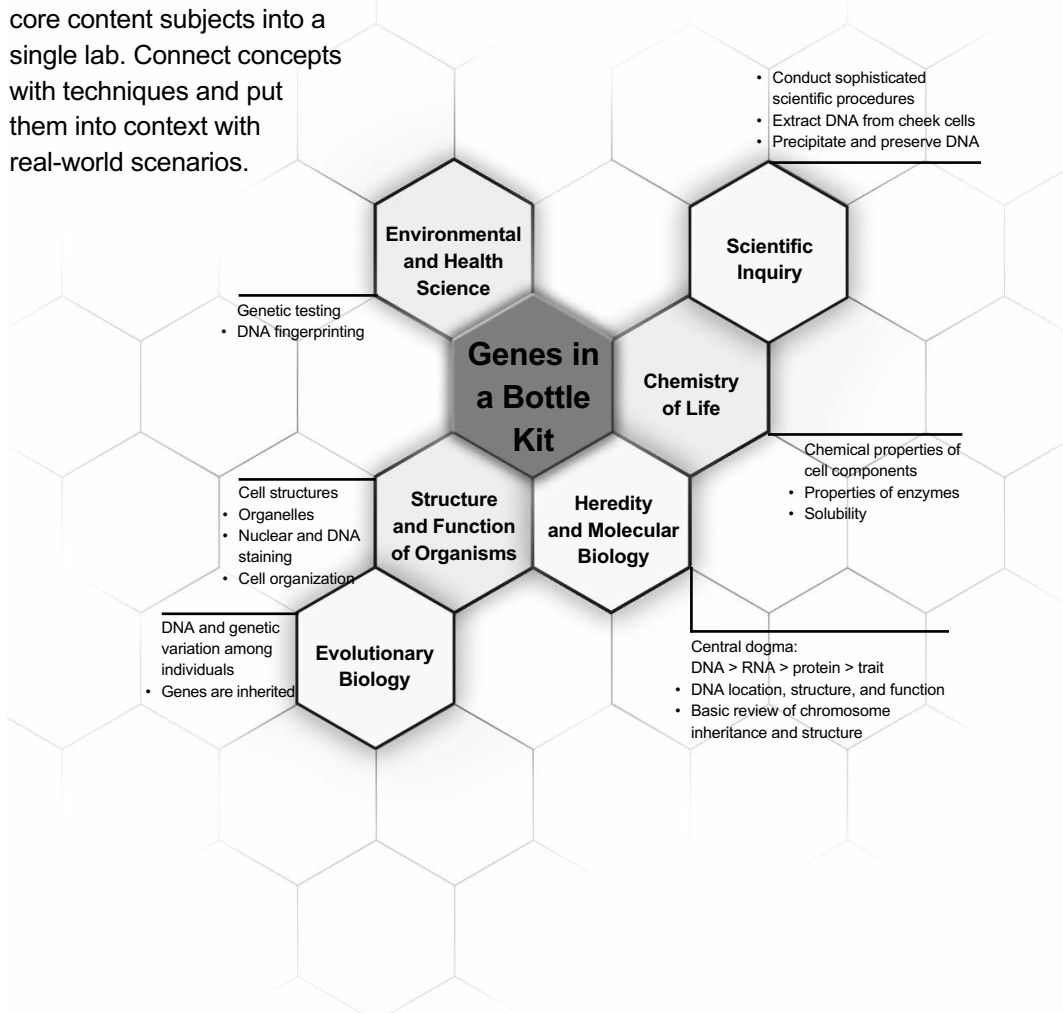 core content subjects into a
single lab. Connect concepts
with techniques and put
them into context with
real-world scenarios.
• Conduct sophisticated
scientific procedures
• Extract DNA from cheek cells
• Precipitate and preserve DNA
Environmental
and Health
Science
Scientific
Inquiry
Genetic testing
• DNA fingerprinting
Genes in
a Bottle
Kit
Chemistry
of Life
Chemical properties of
cell components
• Properties of enzymes
• Solubility
Cell structures
• Organelles
• Nuclear and DNA
staining
• Cell organization
Structure
and Function
of Organisms
Heredity
and Molecular
Biology
DNA and genetic
variation among
individuals
• Genes are inherited
Evolutionary
Biology
Central dogma:
DNA > RNA > protein > trait
• DNA location, structure, and function
• Basic review of chromosome
inheritance and structure